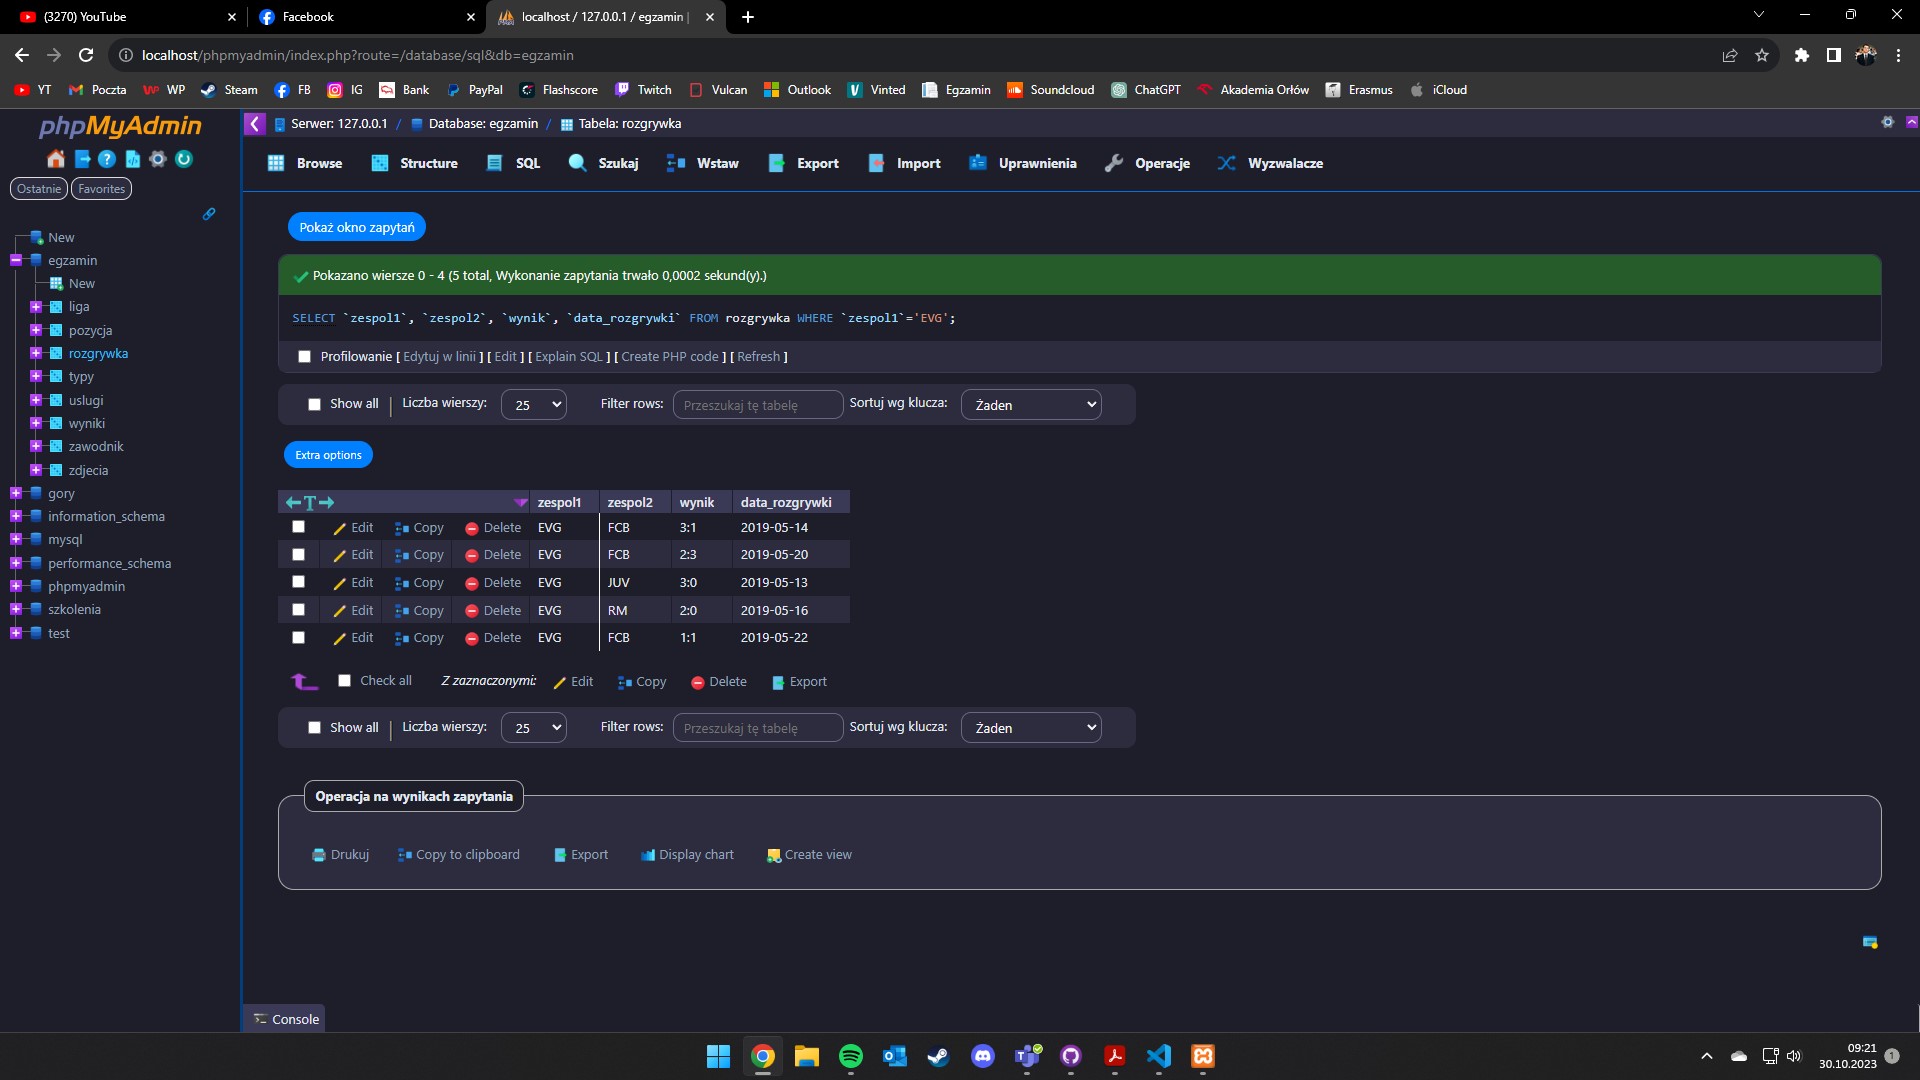 (3270) YouTube
Facebook
localhost / 127.0.0.1 / egzamin |
localhost/phpmyadmin/index.php?route=/database/sql&db=egzamin
YT Poczta WP Steam FB IG Bank PayPal Flashscore Twitch Vulcan Outlook Vinted Egzamin Soundcloud ChatGPT Akademia Orłów Erasmus iCloud
phpMyAdmin
Ostatnie Favorites
New
egzamin
New
liga
pozycja
rozgrywka
typy
uslugi
wyniki
zawodnik
zdjecia
gory
information_schema
mysql
performance_schema
phpmyadmin
szkolenia
test
Serwer: 127.0.0.1 / Database: egzamin / Tabela: rozgrywka
Browse Structure SQL Szukaj Wstaw Export Import Uprawnienia Operacje Wyzwalacze
Pokaż okno zapytań
Pokazano wiersze 0 - 4 (5 total, Wykonanie zapytania trwało 0,0002 sekund(y).)
SELECT `zespol1`, `zespol2`, `wynik`, `data_rozgrywki` FROM rozgrywka WHERE `zespol1`='EVG';
Profilowanie [ Edytuj w linii ] [ Edit ] [ Explain SQL ] [ Create PHP code ] [ Refresh ]
Show all | Liczba wierszy: 25 Filter rows: Przeszukaj tę tabelę Sortuj wg klucza: Żaden
Extra options
←T→ zespol1 zespol2 wynik data_rozgrywki
Edit Copy Delete EVG FCB 3:1 2019-05-14
Edit Copy Delete EVG FCB 2:3 2019-05-20
Edit Copy Delete EVG JUV 3:0 2019-05-13
Edit Copy Delete EVG RM 2:0 2019-05-16
Edit Copy Delete EVG FCB 1:1 2019-05-22
Check all Z zaznaczonymi: Edit Copy Delete Export
Show all | Liczba wierszy: 25 Filter rows: Przeszukaj tę tabelę Sortuj wg klucza: Żaden
Operacja na wynikach zapytania
Drukuj Copy to clipboard Export Display chart Create view
Console
09:21
30.10.2023
1